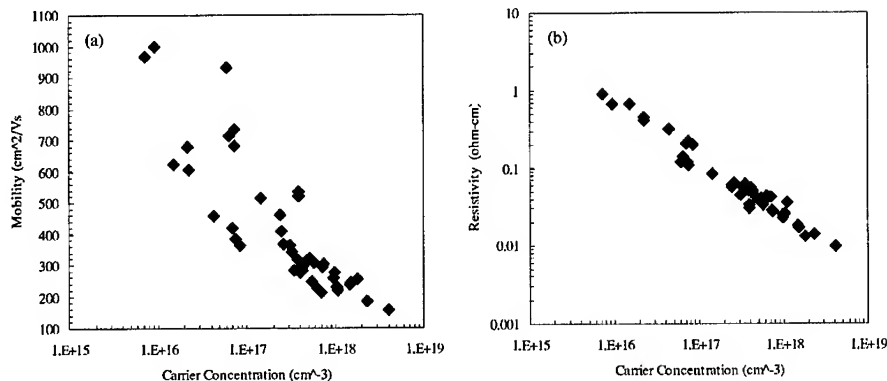 (a)
Mobility (cm^2/Vs)
1100
1000
900
800
700
600
500
400
300
200
100
1.E+15
1.E+16
1.E+17
1.E+18
1.E+19
Carrier Concentration (cm^-3)
(b)
Resistivity (ohm-cm)
10
1
0.1
0.01
0.001
1.E+15
1.E+16
1.E+17
1.E+18
1.E+19
Carrier Concentration (cm^-3)